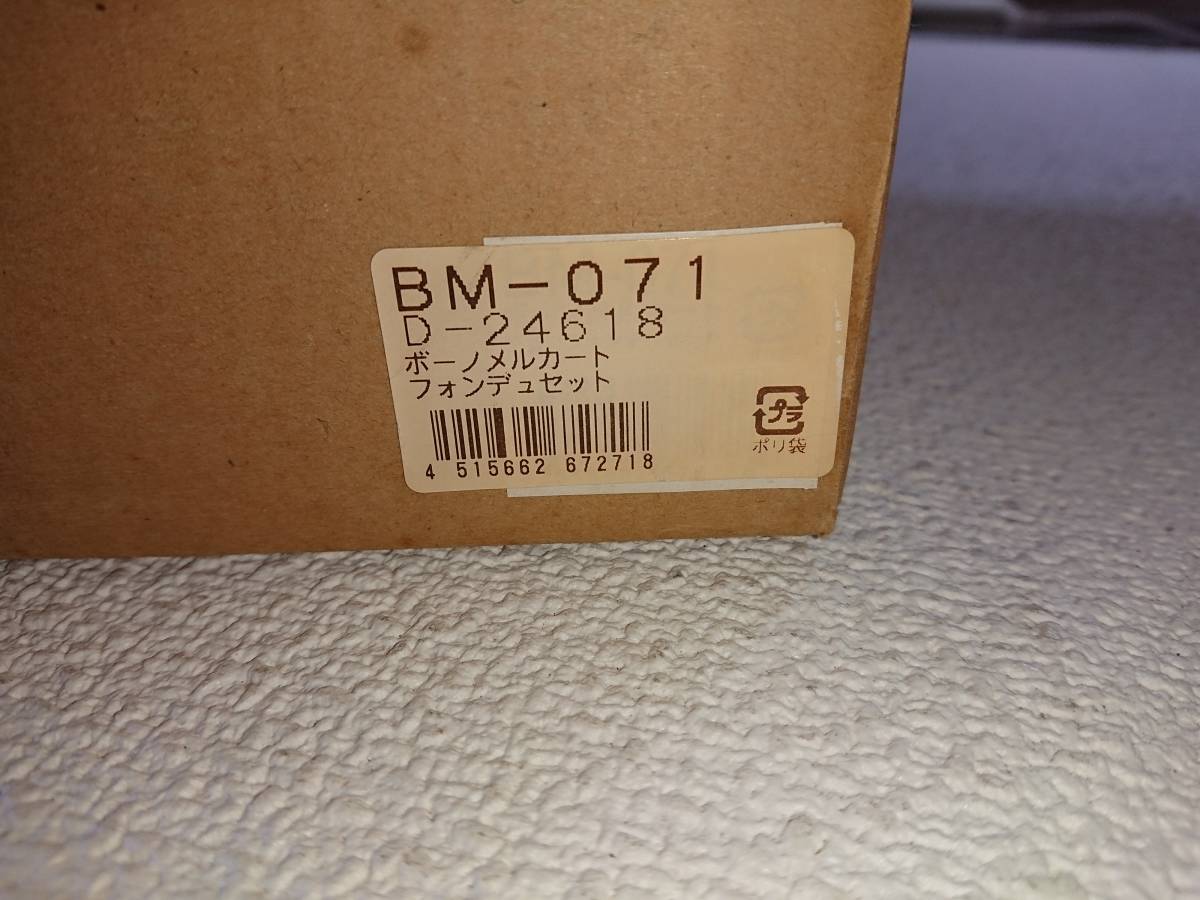 BM-071
D-24618
ボーノメルカート
フォンデュセット
4 515662 672718
プラ
ポリ袋